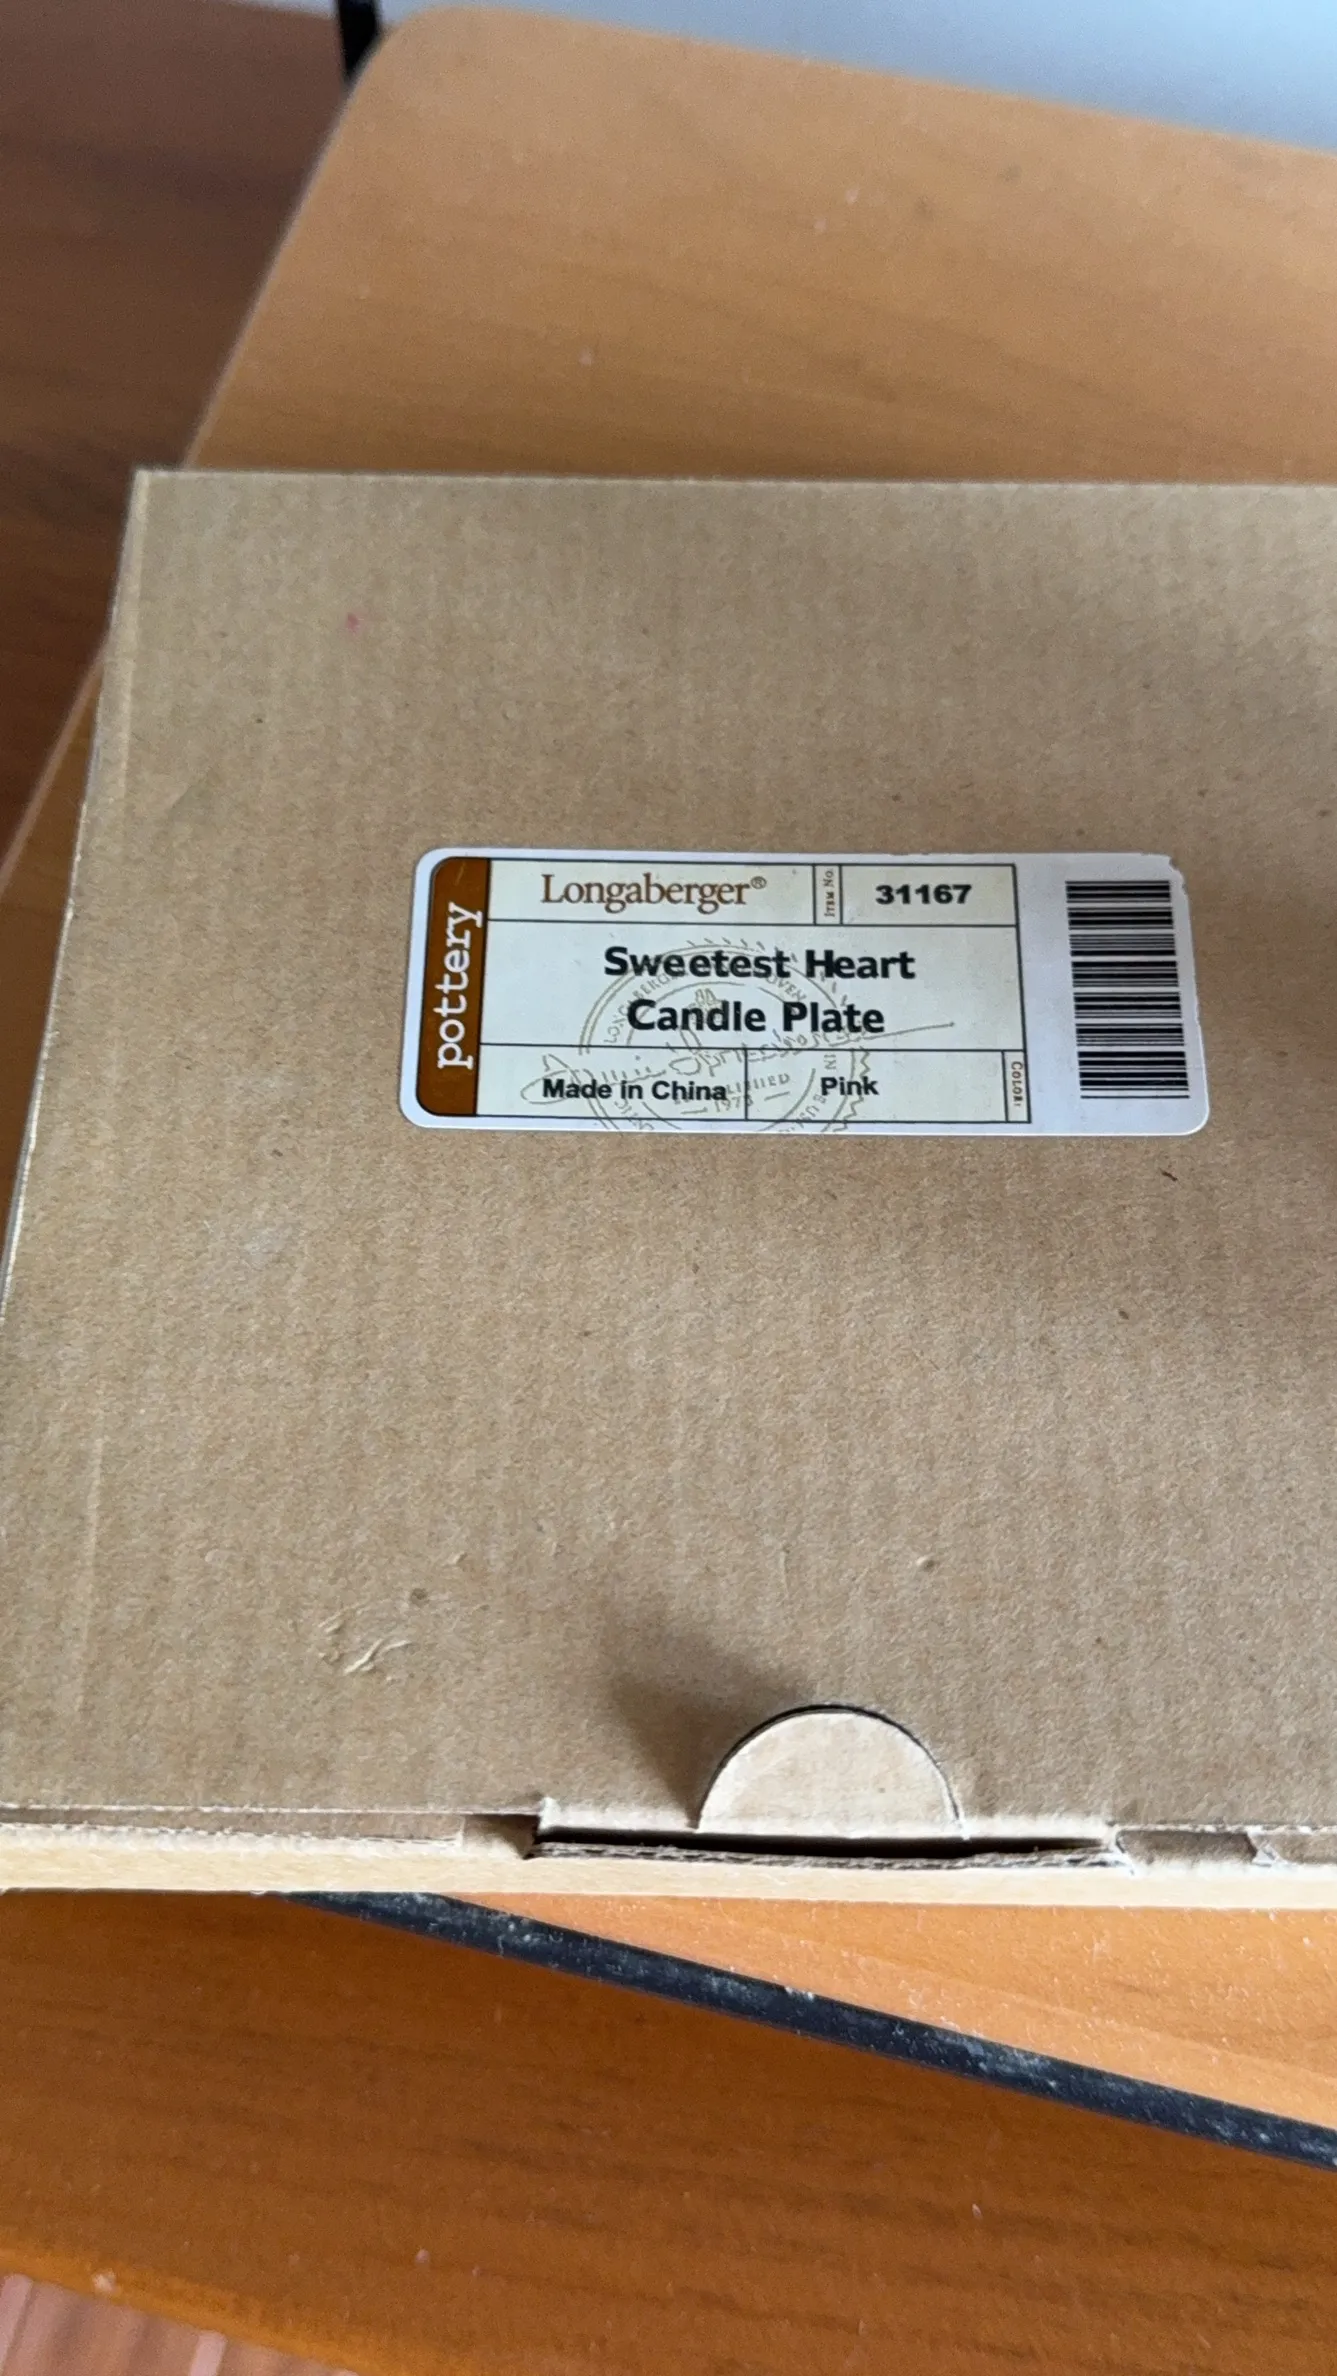 pottery
Longaberger®
Item No.
31167
Sweetest Heart
Candle Plate
Made in China
Pink
Color: